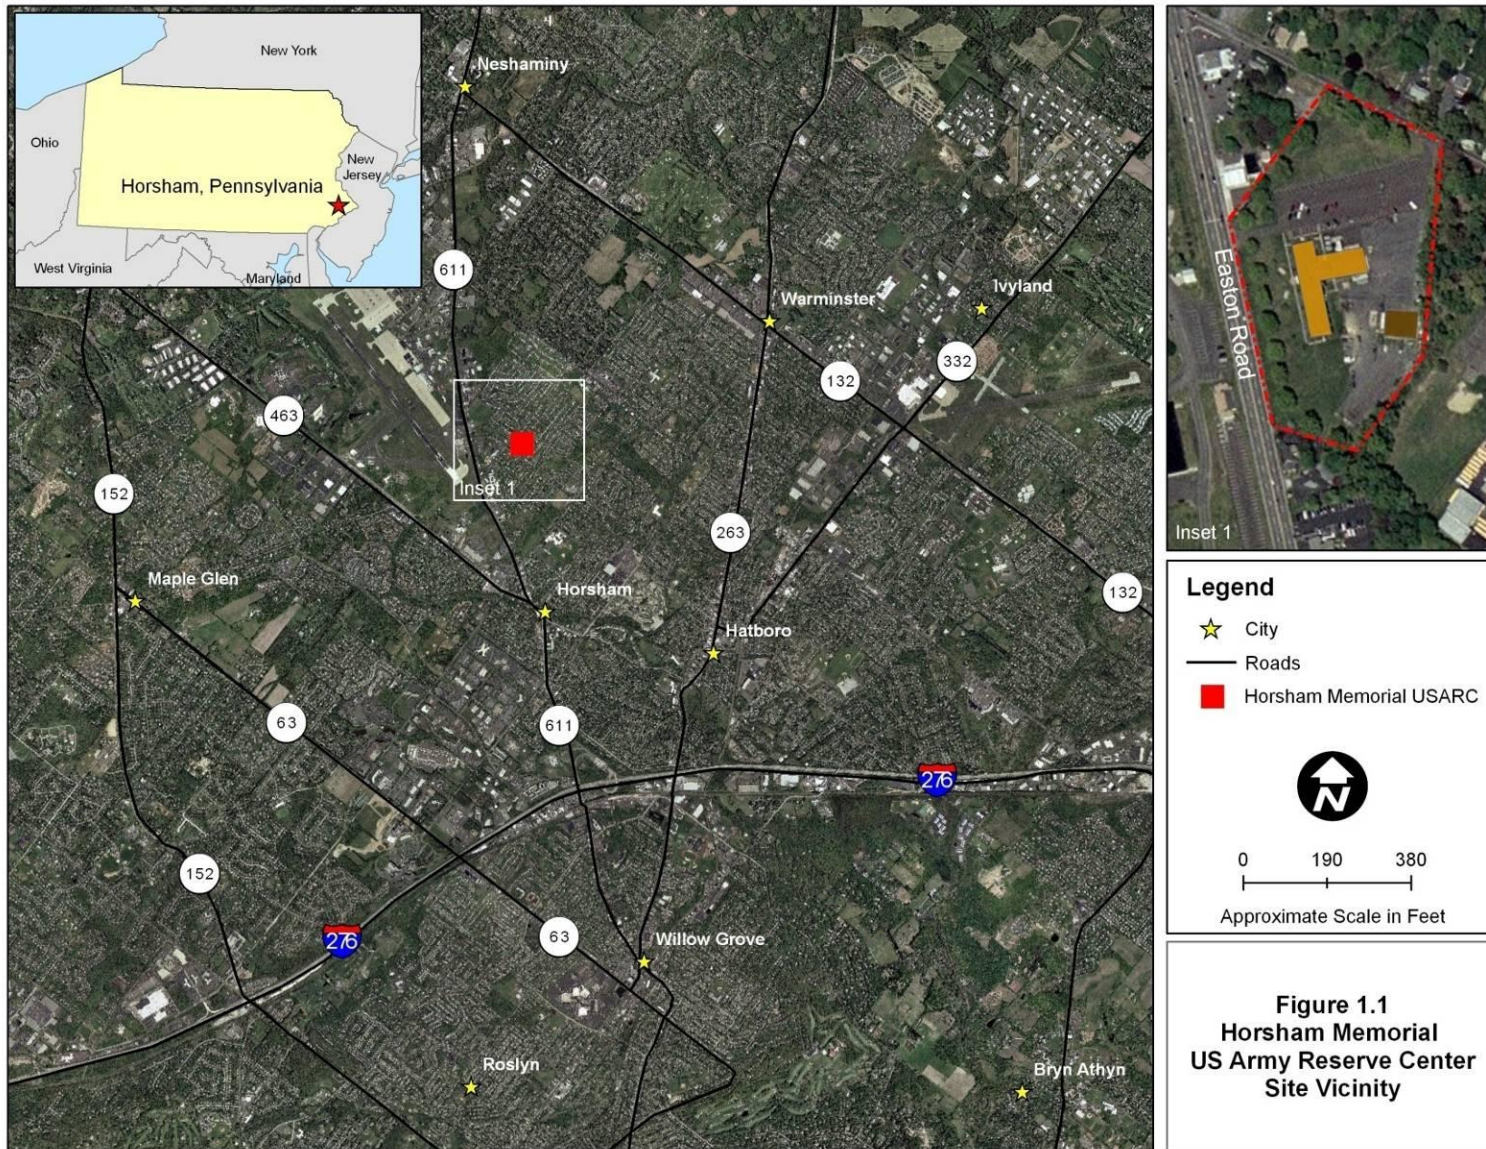 New York
Ohio
New
Jersey
Horsham, Pennsylvania
West Virginia
Maryland
Neshaminy
611
Warminster
Ivyland
332
132
463
Inset 1
152
263
Maple Glen
Horsham
Hatboro
132
63
611
276
152
276
63
Willow Grove
Roslyn
Bryn Athyn
Easton Road
Inset 1
Legend
City
Roads
Horsham Memorial USARC
N
0 190 380
Approximate Scale in Feet
Figure 1.1
Horsham Memorial
US Army Reserve Center
Site Vicinity